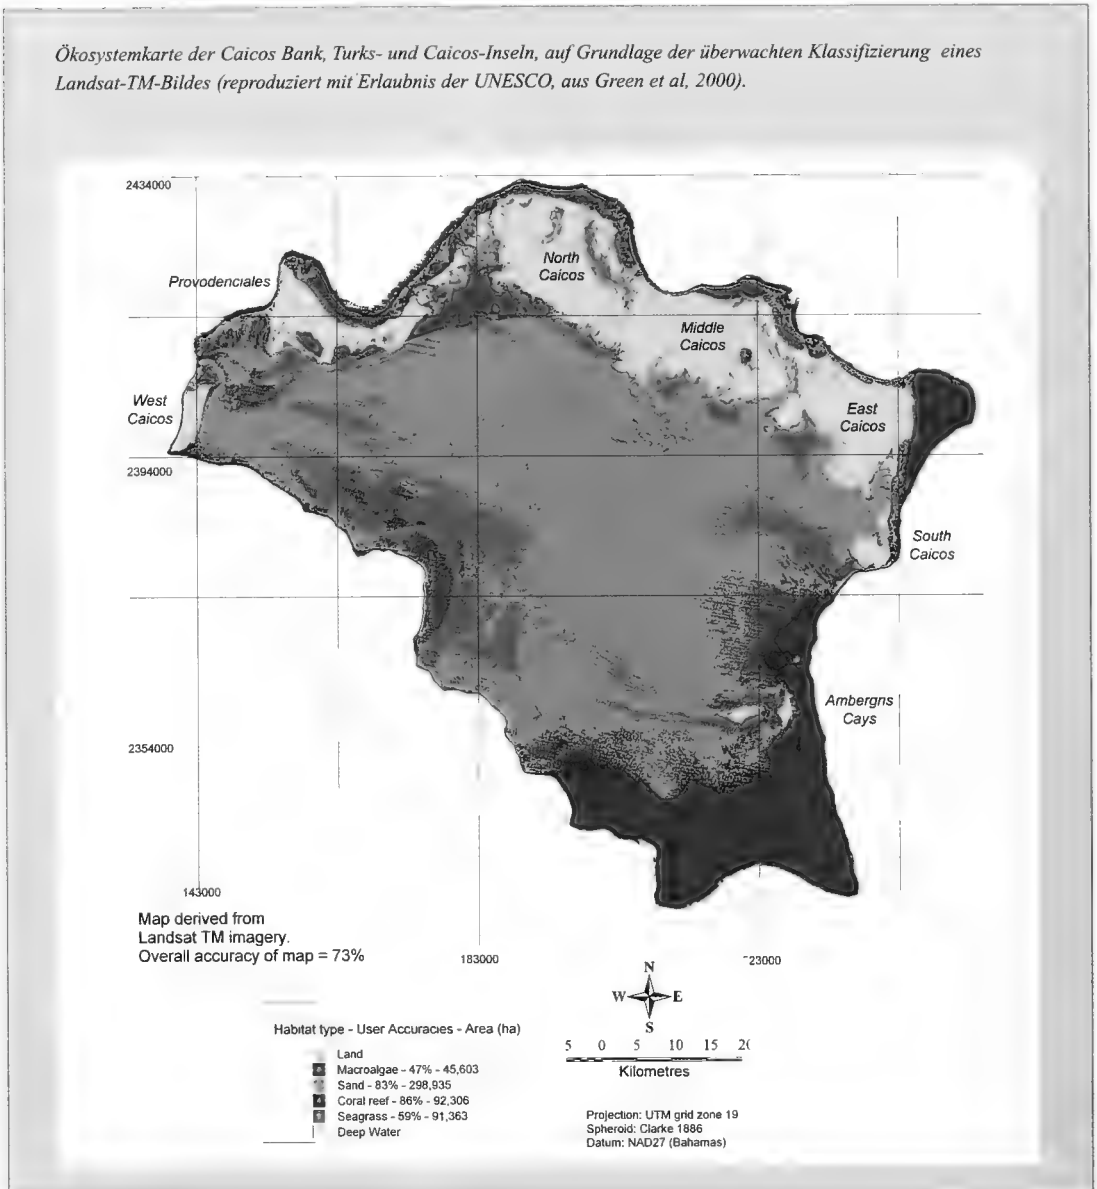 Ökosystemkarte der Caicos Bank, Turks- und Caicos-Inseln, auf Grundlage der überwachten Klassifizierung eines
Landsat-TM-Bildes (reproduziert mit Erlaubnis der UNESCO, aus Green et al, 2000).
2434000
North
Caicos
Provodenciales
Middle
Caicos
West
Caicos
East
Caicos
2394000
South
Caicos
Ambergris
Cays
2354000
143000
Map derived from
Landsat TM imagery.
Overall accuracy of map = 73%
183000
23000
N
W E
S
Habitat type - User Accuracies - Area (ha)
Land
Macroalgae - 47% - 45,603
Sand - 83% - 298,935
Coral reef - 86% - 92,306
Seagrass - 59% - 91,363
Deep Water
5 0 5 10 15
Kilometres
Projection: UTM grid zone 19
Spheroid: Clarke 1886
Datum: NAD27 (Bahamas)